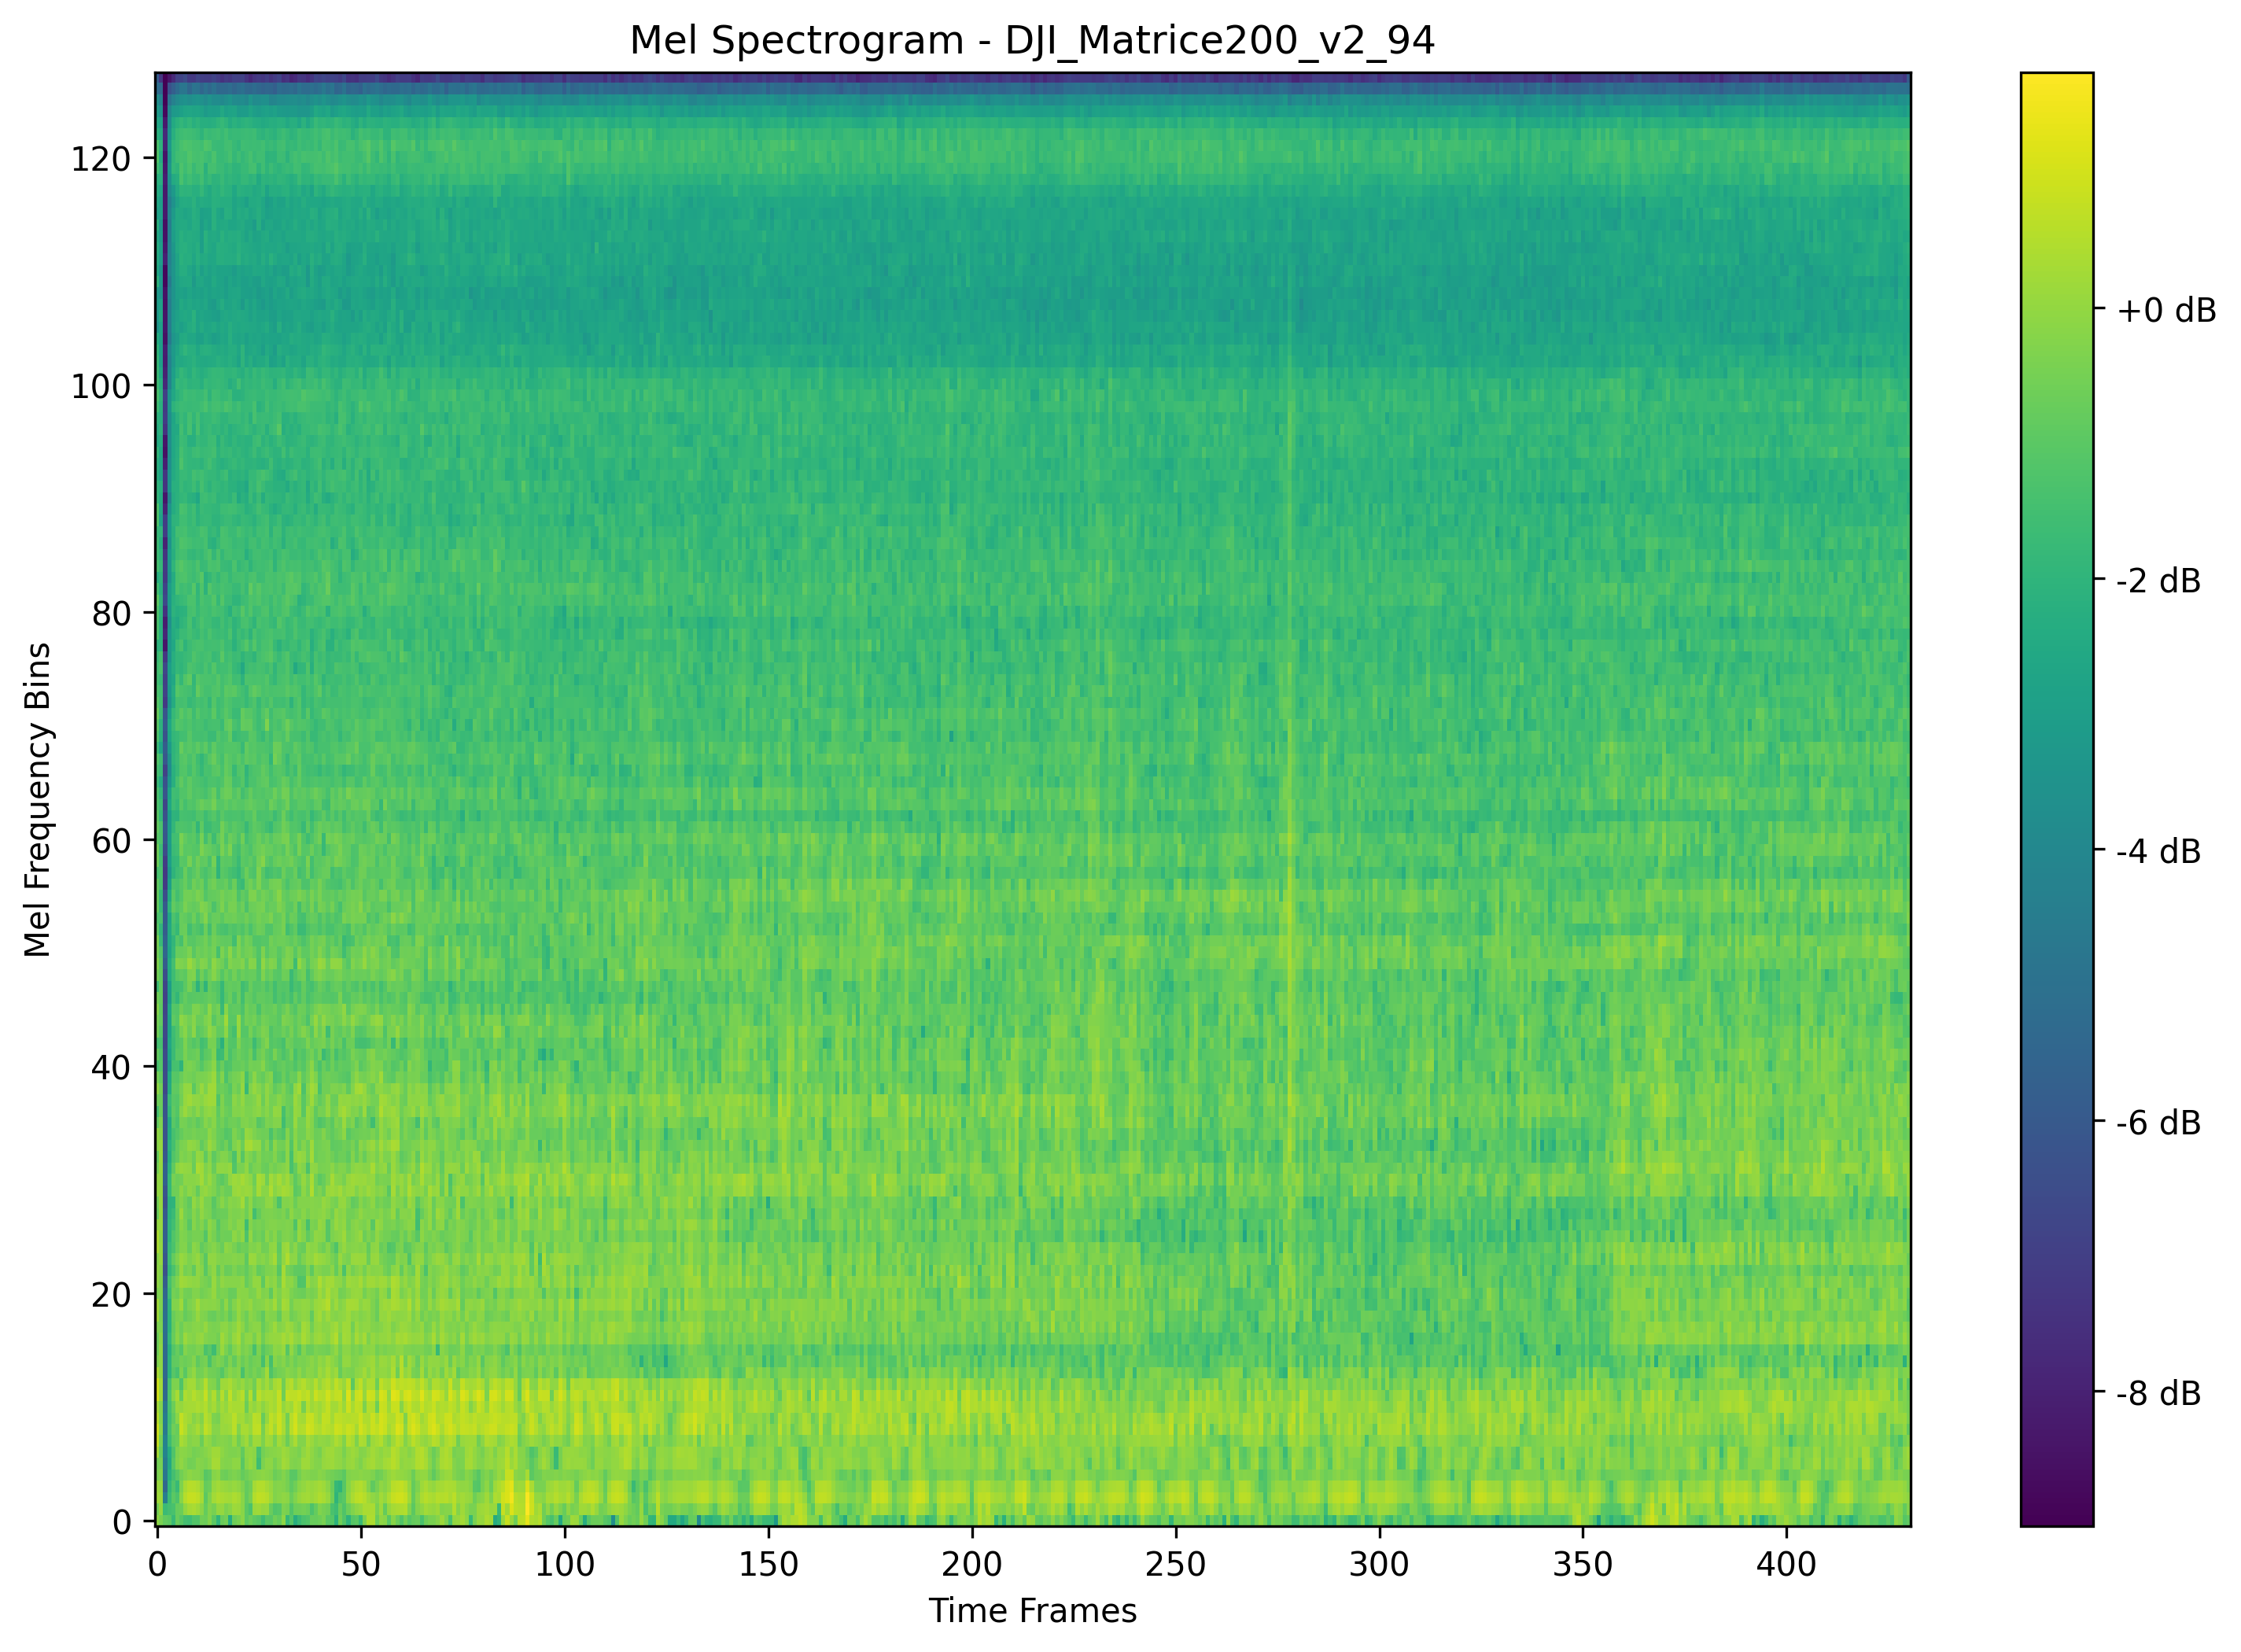 Mel Spectrogram - DJI_Matrice200_v2_94
Mel Frequency Bins
120
100
80
60
40
20
0
0 50 100 150 200 250 300 350 400
Time Frames
+0 dB
-2 dB
-4 dB
-6 dB
-8 dB